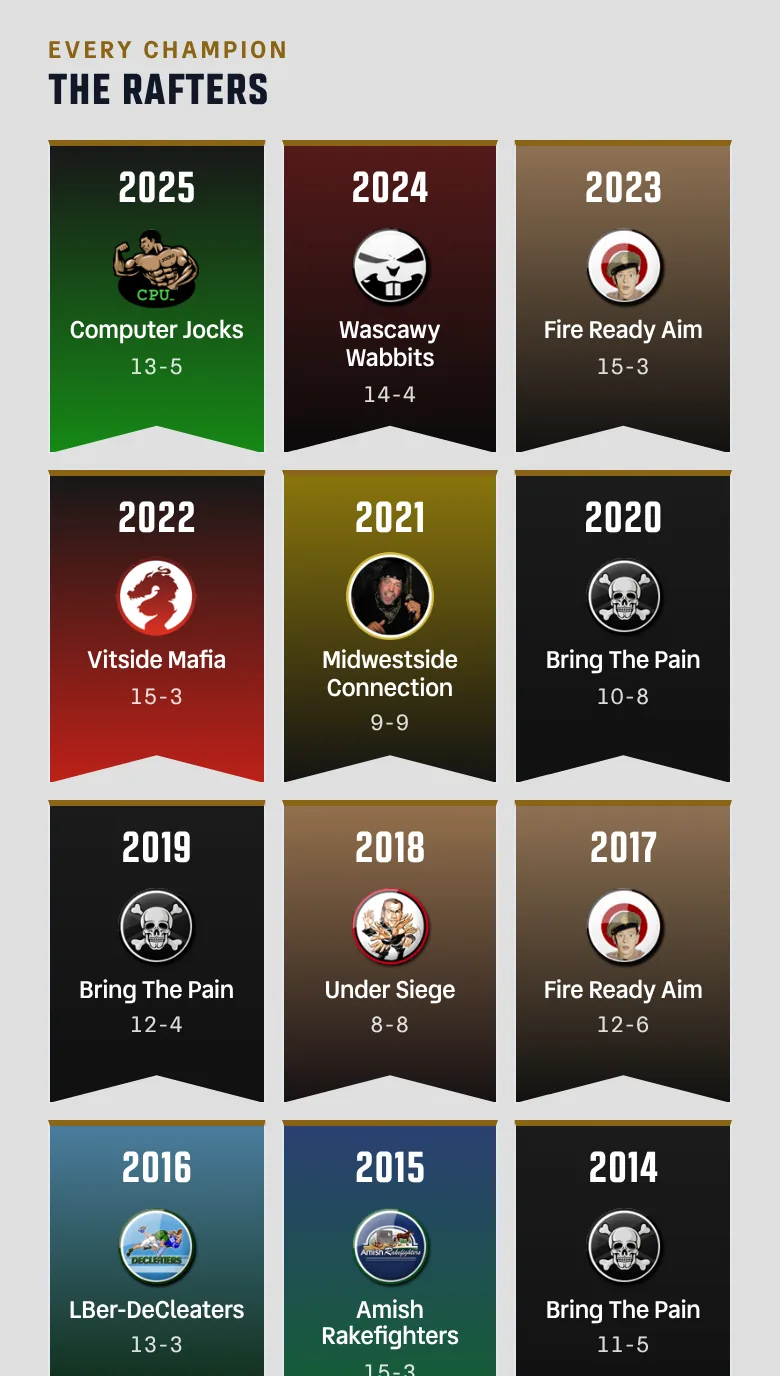 EVERY CHAMPION
THE RAFTERS
2025
CPU_
Computer Jocks
13-5
2024
Wascawy
Wabbits
14-4
2023
Fire Ready Aim
15-3
2022
Vitside Mafia
15-3
2021
Midwestside
Connection
9-9
2020
Bring The Pain
10-8
2019
Bring The Pain
12-4
2018
Under Siege
8-8
2017
Fire Ready Aim
12-6
2016
DECLEATERS
LBer-DeCleaters
13-3
2015
Amish Rakefighters
Amish
Rakefighters
15-3
2014
Bring The Pain
11-5